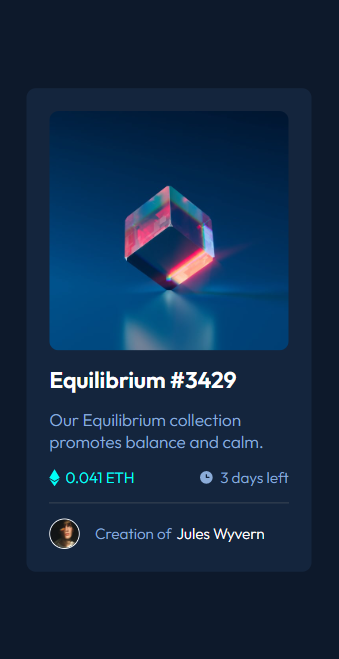 Equilibrium #3429
Our Equilibrium collection
promotes balance and calm.
0.041 ETH 3 days left
Creation of Jules Wyvern